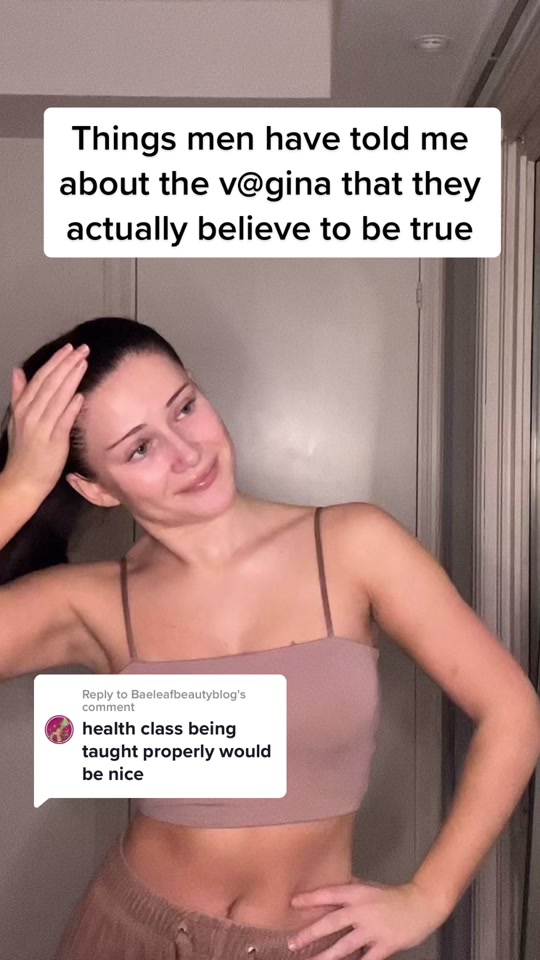 Things men have told me
about the v@gina that they
actually believe to be true
Reply to Baeleafbeautyblog's
comment
health class being
taught properly would
be nice